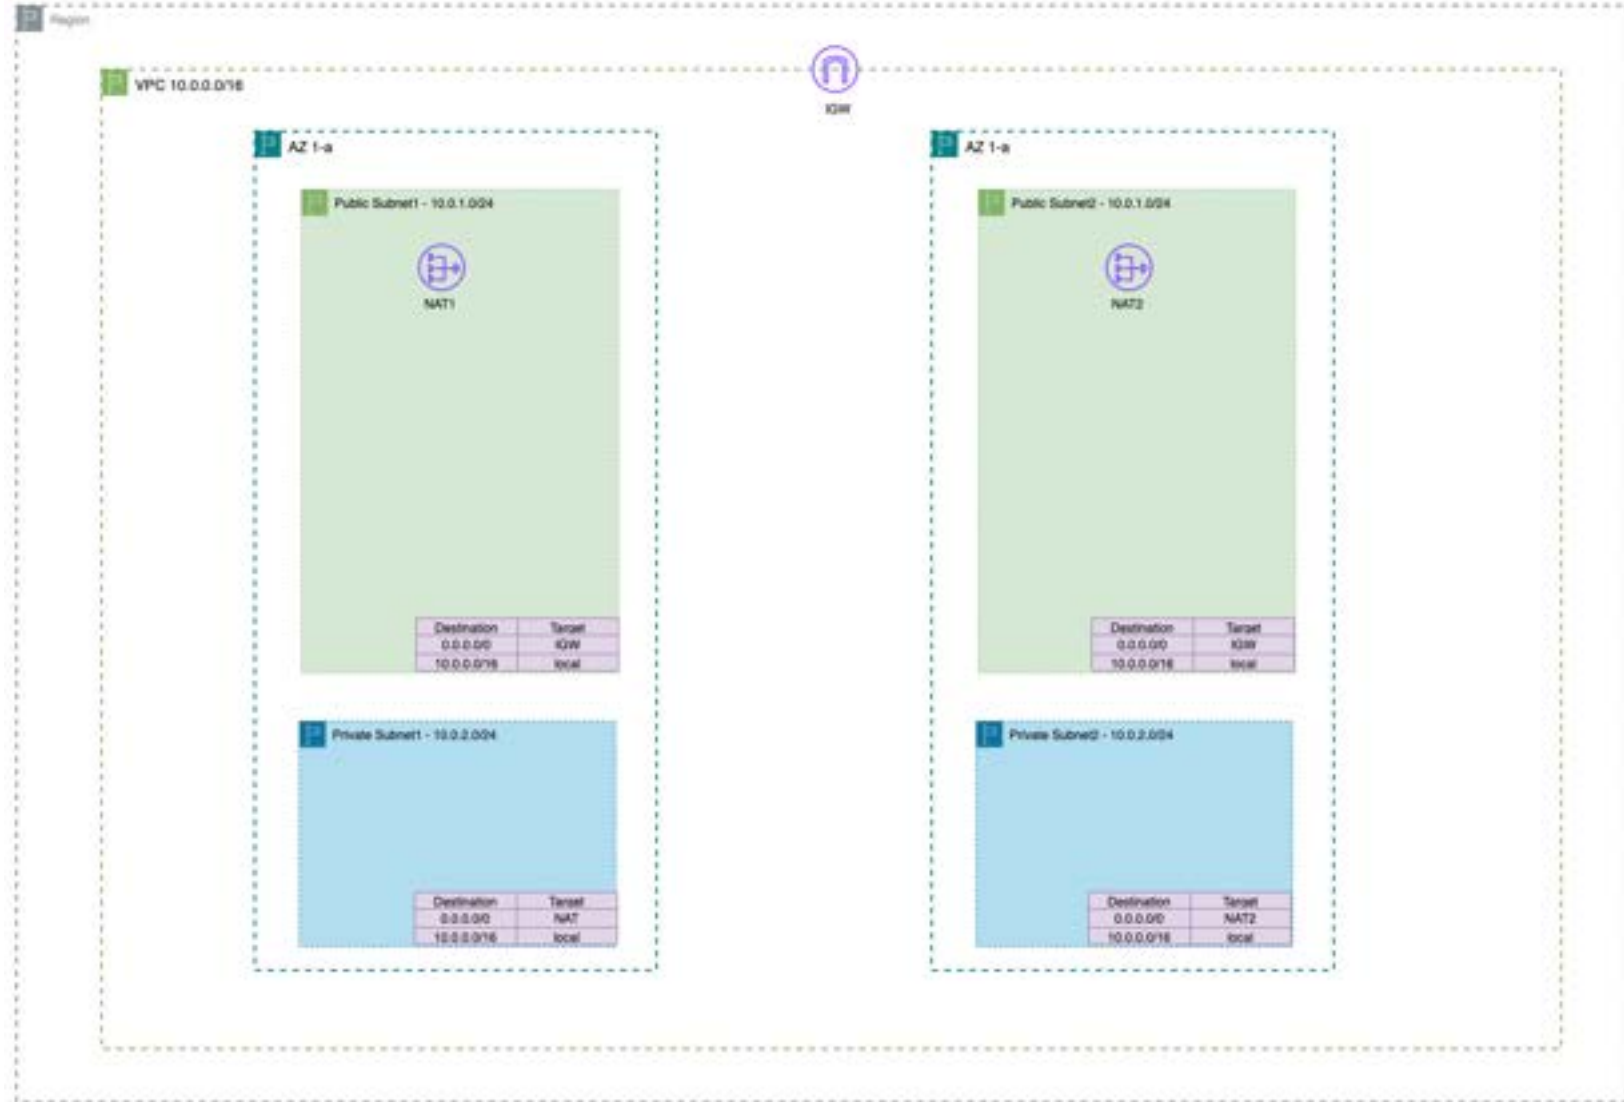 Region
VPC 10.0.0.0/16
IGW
AZ 1-a
Public Subnet1 - 10.0.1.0/24
NAT1
Destination Target
0.0.0.0/0 IGW
10.0.0.0/16 local
Private Subnet1 - 10.0.2.0/24
Destination Target
0.0.0.0/0 NAT
10.0.0.0/16 local
AZ 1-a
Public Subnet2 - 10.0.1.0/24
NAT2
Destination Target
0.0.0.0/0 IGW
10.0.0.0/16 local
Private Subnet2 - 10.0.2.0/24
Destination Target
0.0.0.0/0 NAT2
10.0.0.0/16 local